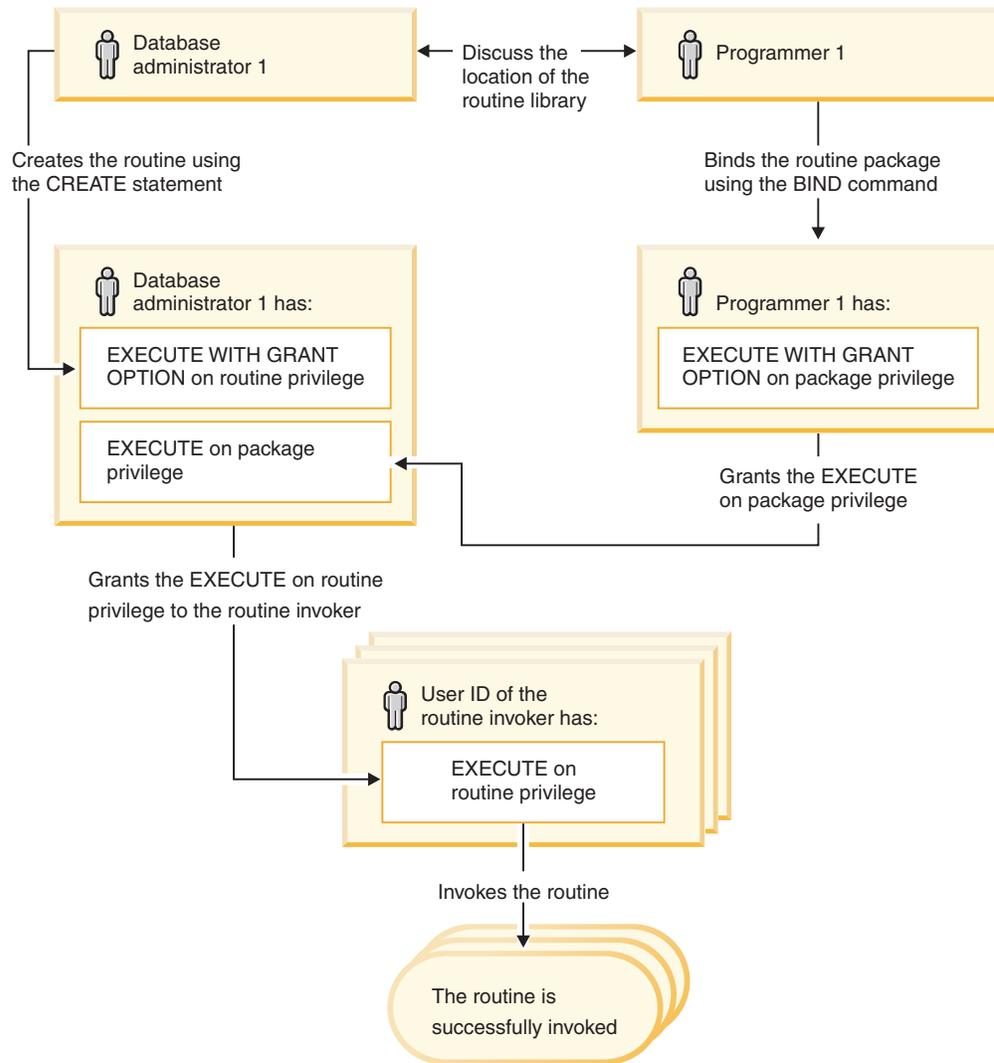 Database
administrator 1
Discuss the
location of the
routine library
Programmer 1
Creates the routine using
the CREATE statement
Binds the routine package
using the BIND command
Database
administrator 1 has:
EXECUTE WITH GRANT
OPTION on routine privilege
EXECUTE on package
privilege
Programmer 1 has:
EXECUTE WITH GRANT
OPTION on package privilege
Grants the EXECUTE
on package privilege
Grants the EXECUTE on routine
privilege to the routine invoker
User ID of the
routine invoker has:
EXECUTE on
routine privilege
Invokes the routine
The routine is
successfully invoked